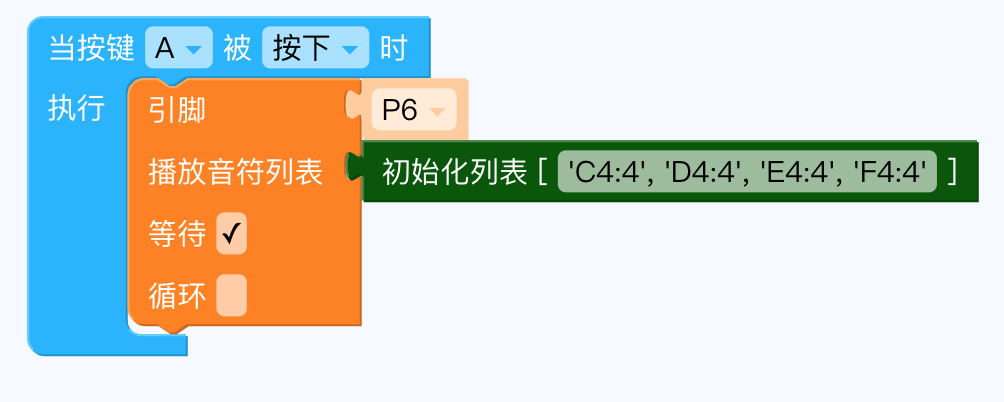 当按键 A 被 按下 时
执行 引脚 P6
播放音符列表 初始化列表 [ 'C4:4', 'D4:4', 'E4:4', 'F4:4' ]
等待 ✓
循环